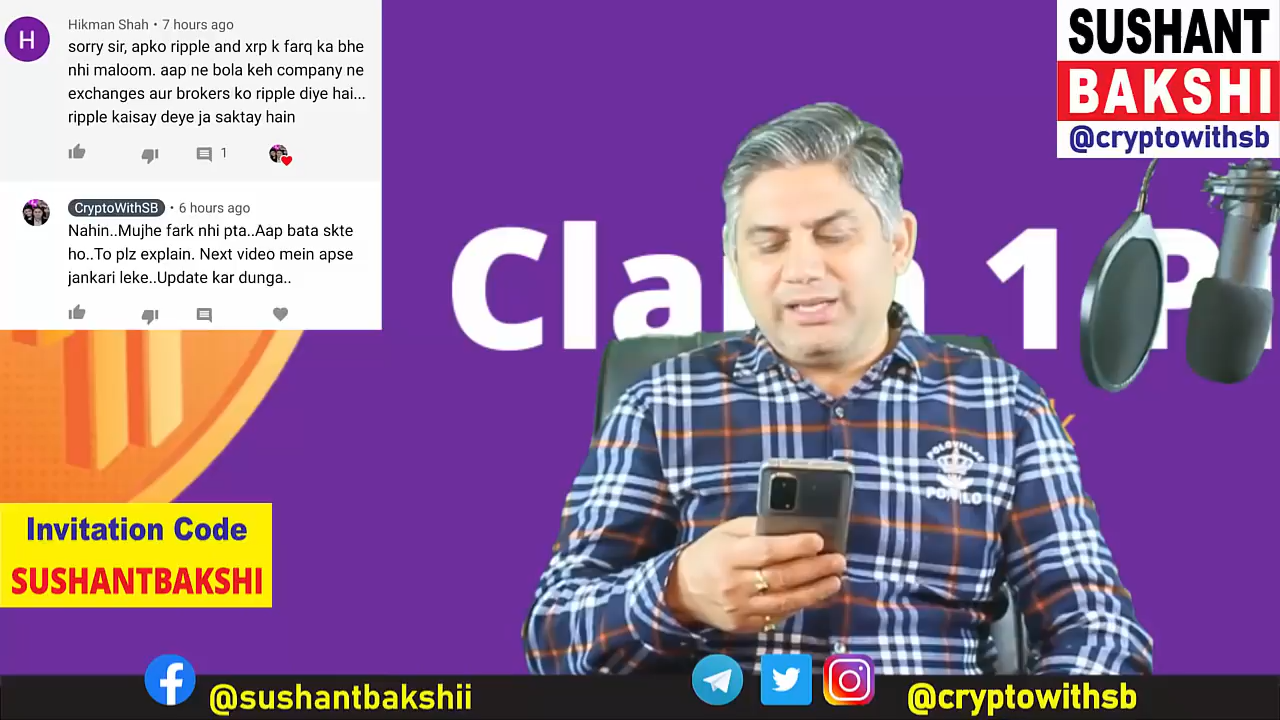 Hikman Shah • 7 hours ago
sorry sir, apko ripple and xrp k farq ka bhe
nhi maloom. aap ne bola keh company ne
exchanges aur brokers ko ripple diye hai...
ripple kaisay deye ja saktay hain
1
H
CryptoWithSB • 6 hours ago
Nahin..Mujhe fark nhi pta..Aap bata skte
ho..To plz explain. Next video mein apse
jankari leke..Update kar dunga..
SUSHANT
BAKSHI
@cryptowithsb
1 P
POLOVILLAS
Invitation Code
SUSHANTBAKSHI
@sushantbakshii
@cryptowithsb